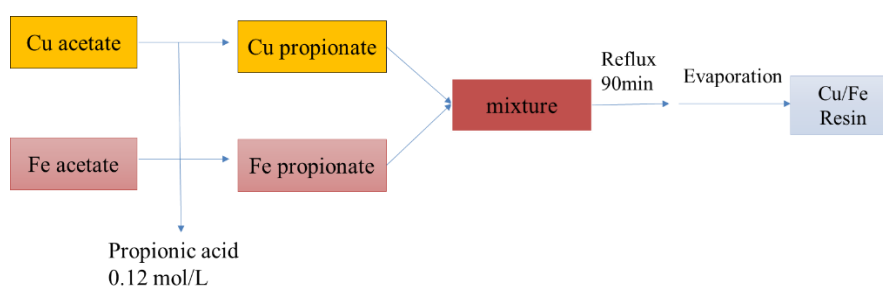 Cu acetate
Cu propionate
Fe acetate
Fe propionate
Propionic acid
0.12 mol/L
mixture
Reflux
90min
Evaporation
Cu/Fe
Resin